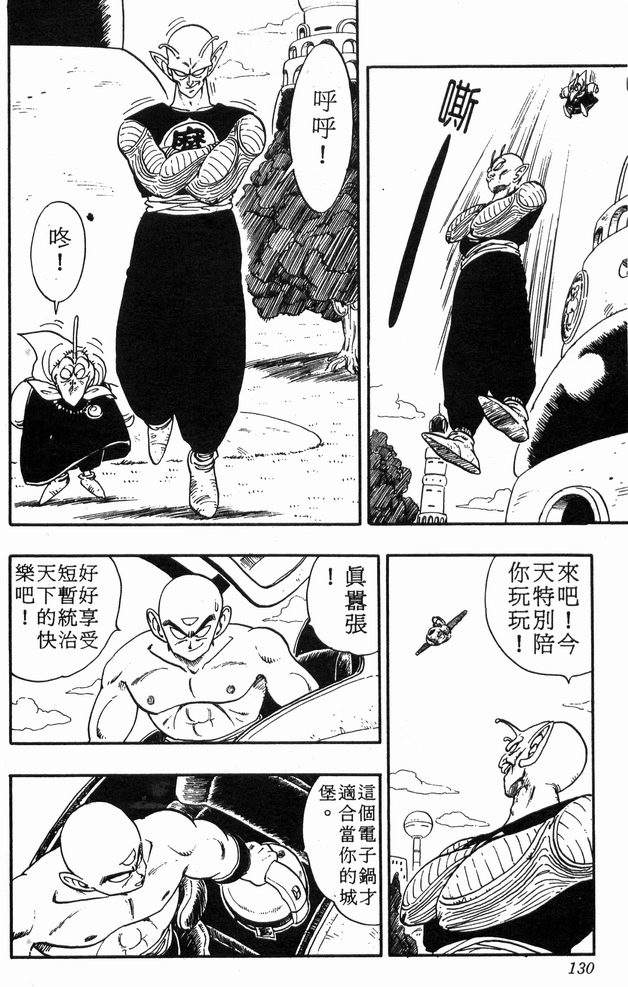 嘶
呼呼！
魔
咚！
來吧！今
天特別陪
你玩玩！
眞囂張
！
好好享受
短暫統治
天下的快
樂吧！
這個電子鍋才
適合當你的城
堡。
130